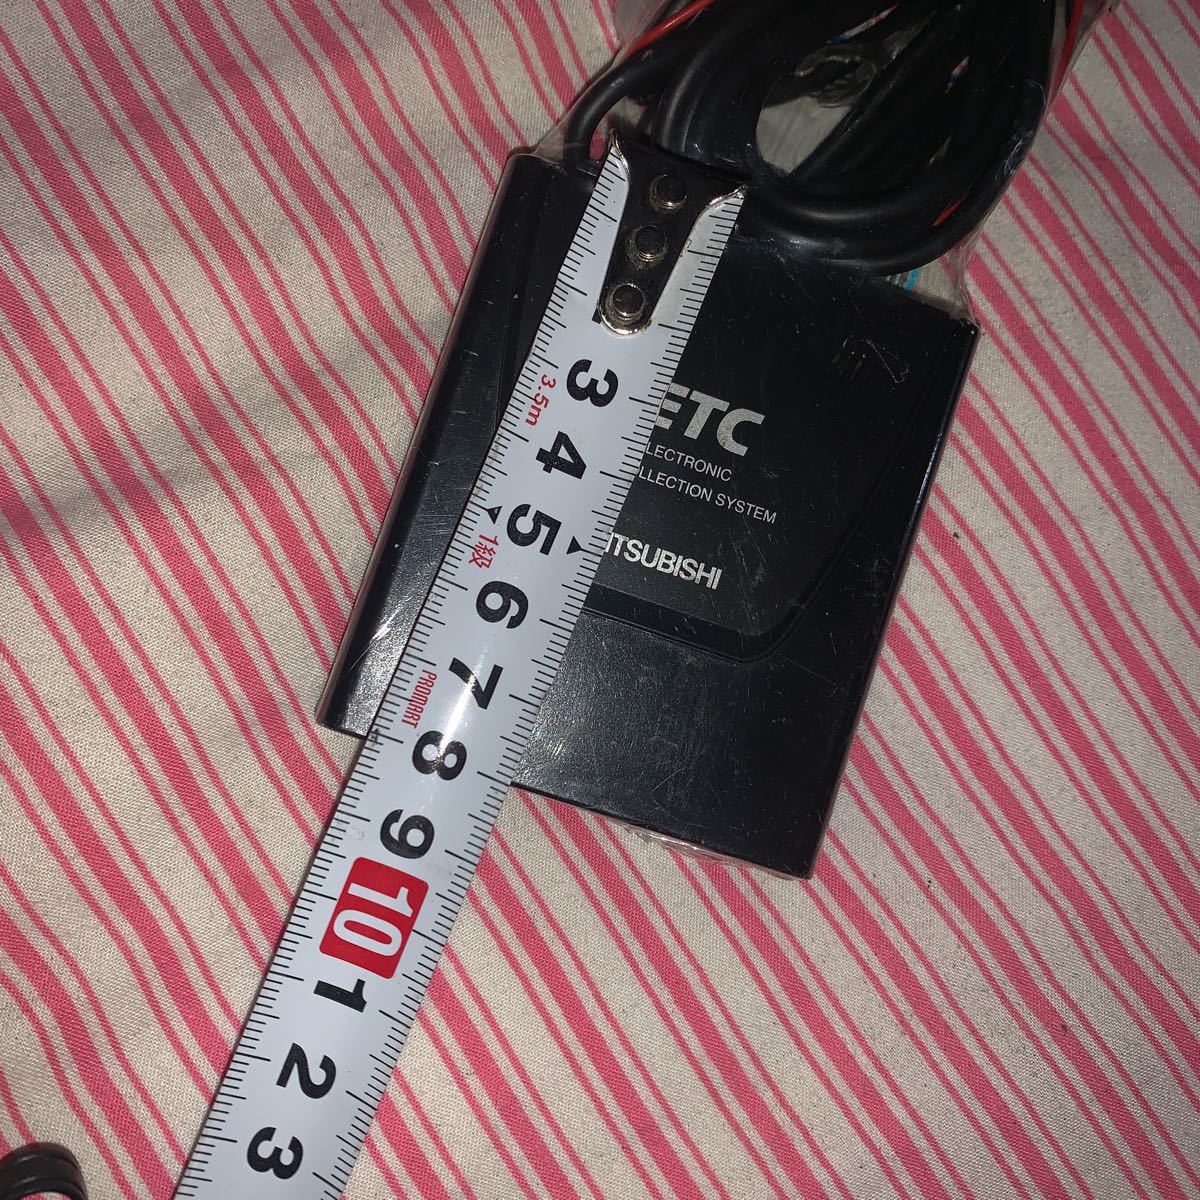 3
3.5m
4
5
1級
6
7
PROMART
8
9
10
1
2
3
ETC
LECTRONIC
LLECTION SYSTEM
ITSUBISHI